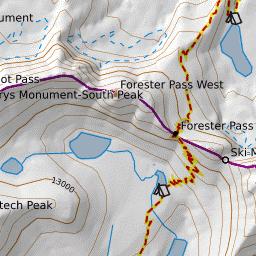 ument
ot Pass
Forester Pass West
rys Monument-South Peak
Forester Pass
Ski-M
13000
tech Peak